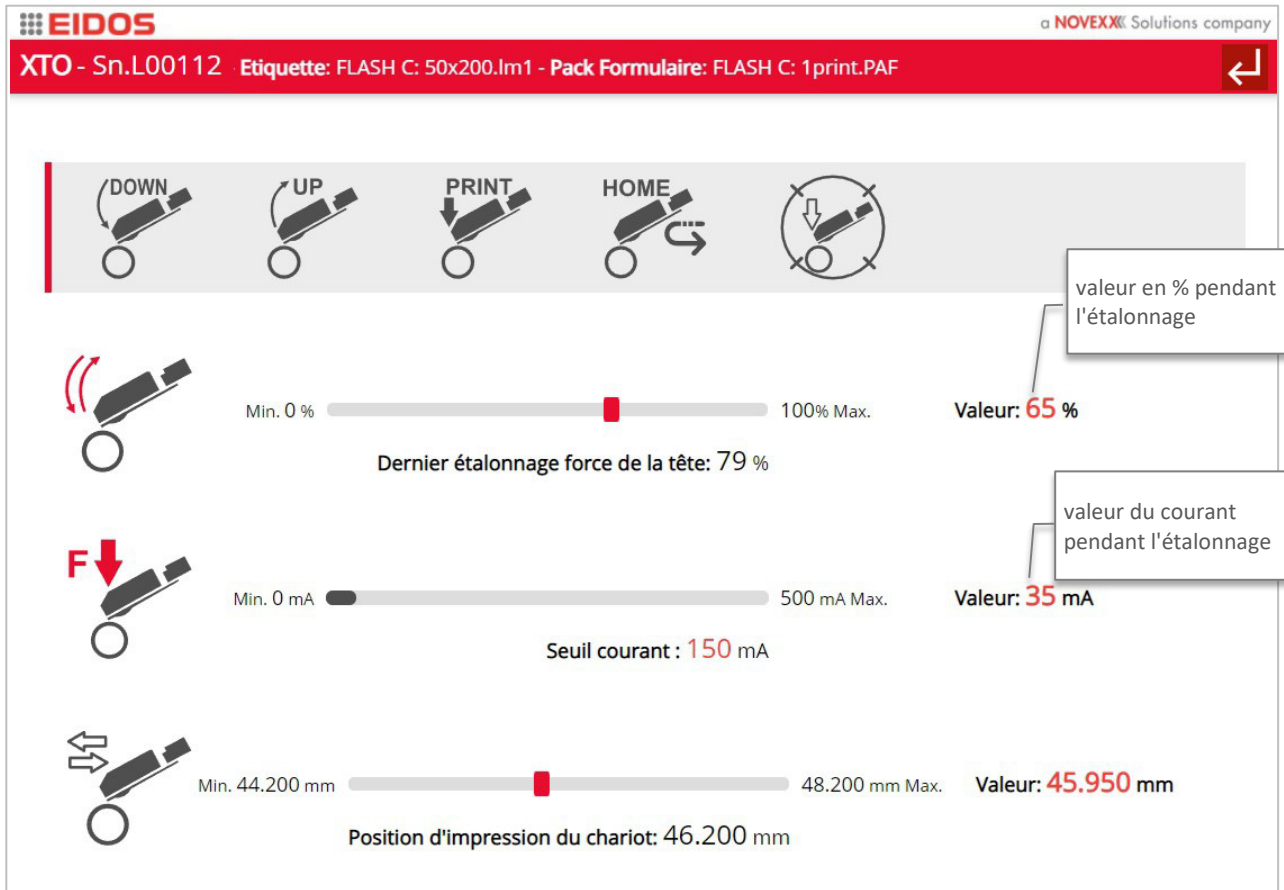 EIDOS
a NOVEXX Solutions company
XTO - Sn.L00112 - Etiquette: FLASH C: 50x200.lm1 - Pack Formulaire: FLASH C: 1print.PAF
DOWN UP PRINT HOME
valeur en % pendant
l'étalonnage
Min. 0 % 100% Max. Valeur: 65 %
Dernier étalonnage force de la tête: 79 %
valeur du courant
pendant l'étalonnage
F
Min. 0 mA 500 mA Max. Valeur: 35 mA
Seuil courant : 150 mA
Min. 44.200 mm 48.200 mm Max. Valeur: 45.950 mm
Position d'impression du chariot: 46.200 mm